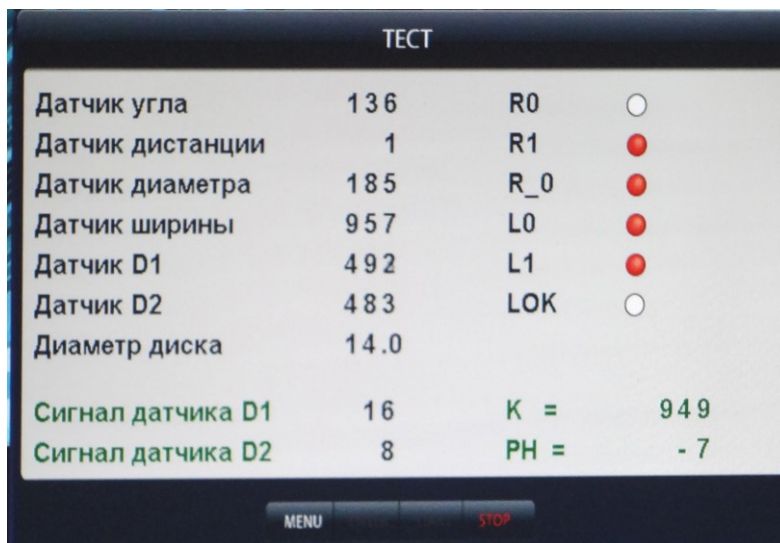 ТЕСТ
Датчик угла 136 R0
Датчик дистанции 1 R1
Датчик диаметра 185 R_0
Датчик ширины 957 L0
Датчик D1 492 L1
Датчик D2 483 LOK
Диаметр диска 14.0
Сигнал датчика D1 16 K = 949
Сигнал датчика D2 8 PH = - 7
MENU STOP